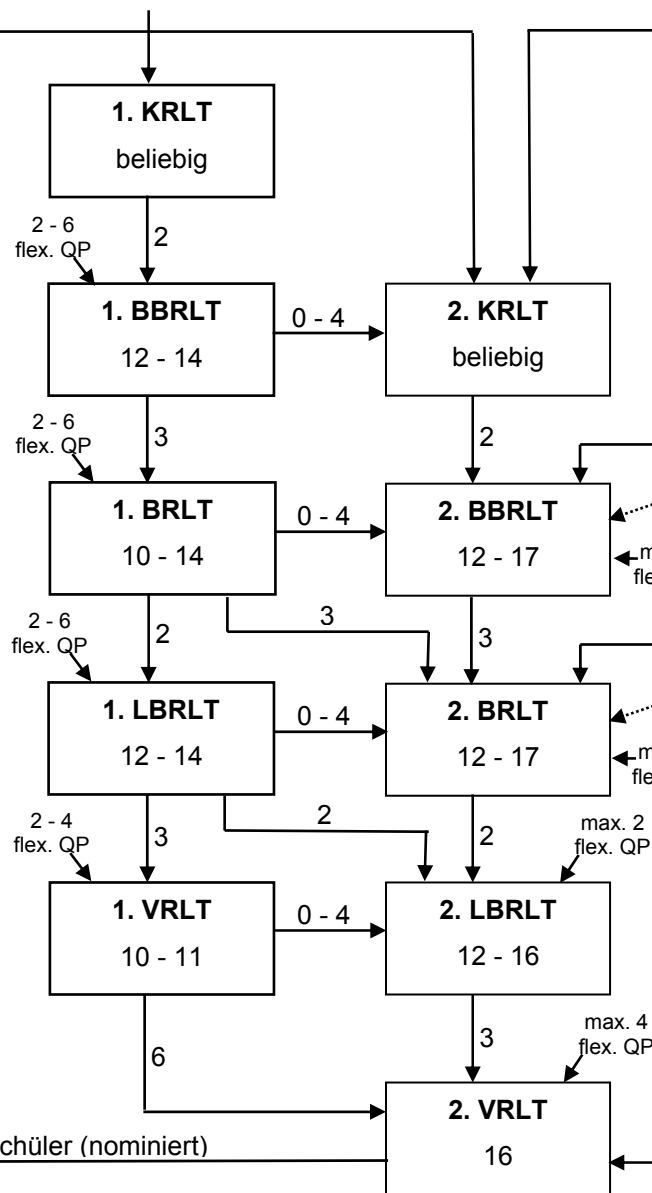 1. KRLT
beliebig
2 - 6
flex. QP
2
1. BBRLT
12 - 14
0 - 4
2. KRLT
beliebig
2 - 6
flex. QP
3
2
1. BRLT
10 - 14
0 - 4
2. BBRLT
12 - 17
m
fle
2 - 6
flex. QP
2
3
3
1. LBRLT
12 - 14
0 - 4
2. BRLT
12 - 17
m
fle
2 - 4
flex. QP
3
2
2
max. 2
flex. QP
1. VRLT
10 - 11
0 - 4
2. LBRLT
12 - 16
6
3
max. 4
flex. QP
2. VRLT
16
chüler (nominiert)